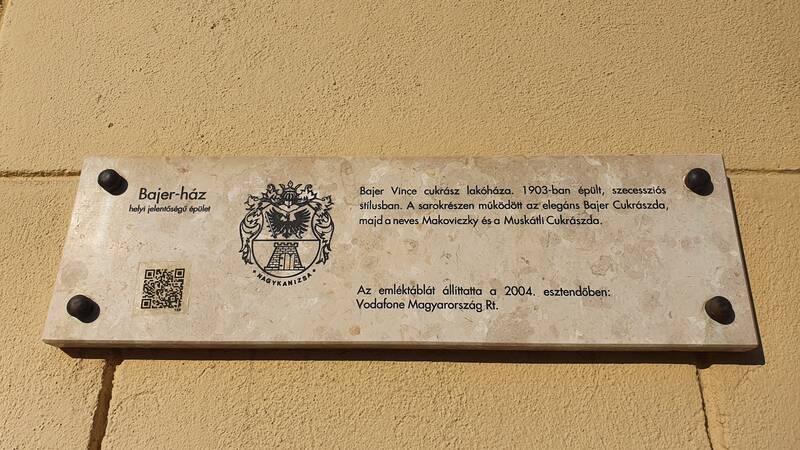 Bajer-ház
helyi jelentőségű épület
NAGYKANIZSA
Bajer Vince cukrász lakóháza. 1903-ban épült, szecessziós
stílusban. A sarokrészen működött az elegáns Bajer Cukrászda,
majd a neves Makoviczky és a Muskátli Cukrászda.
Az emléktáblát állíttatta a 2004. esztendőben:
Vodafone Magyarország Rt.